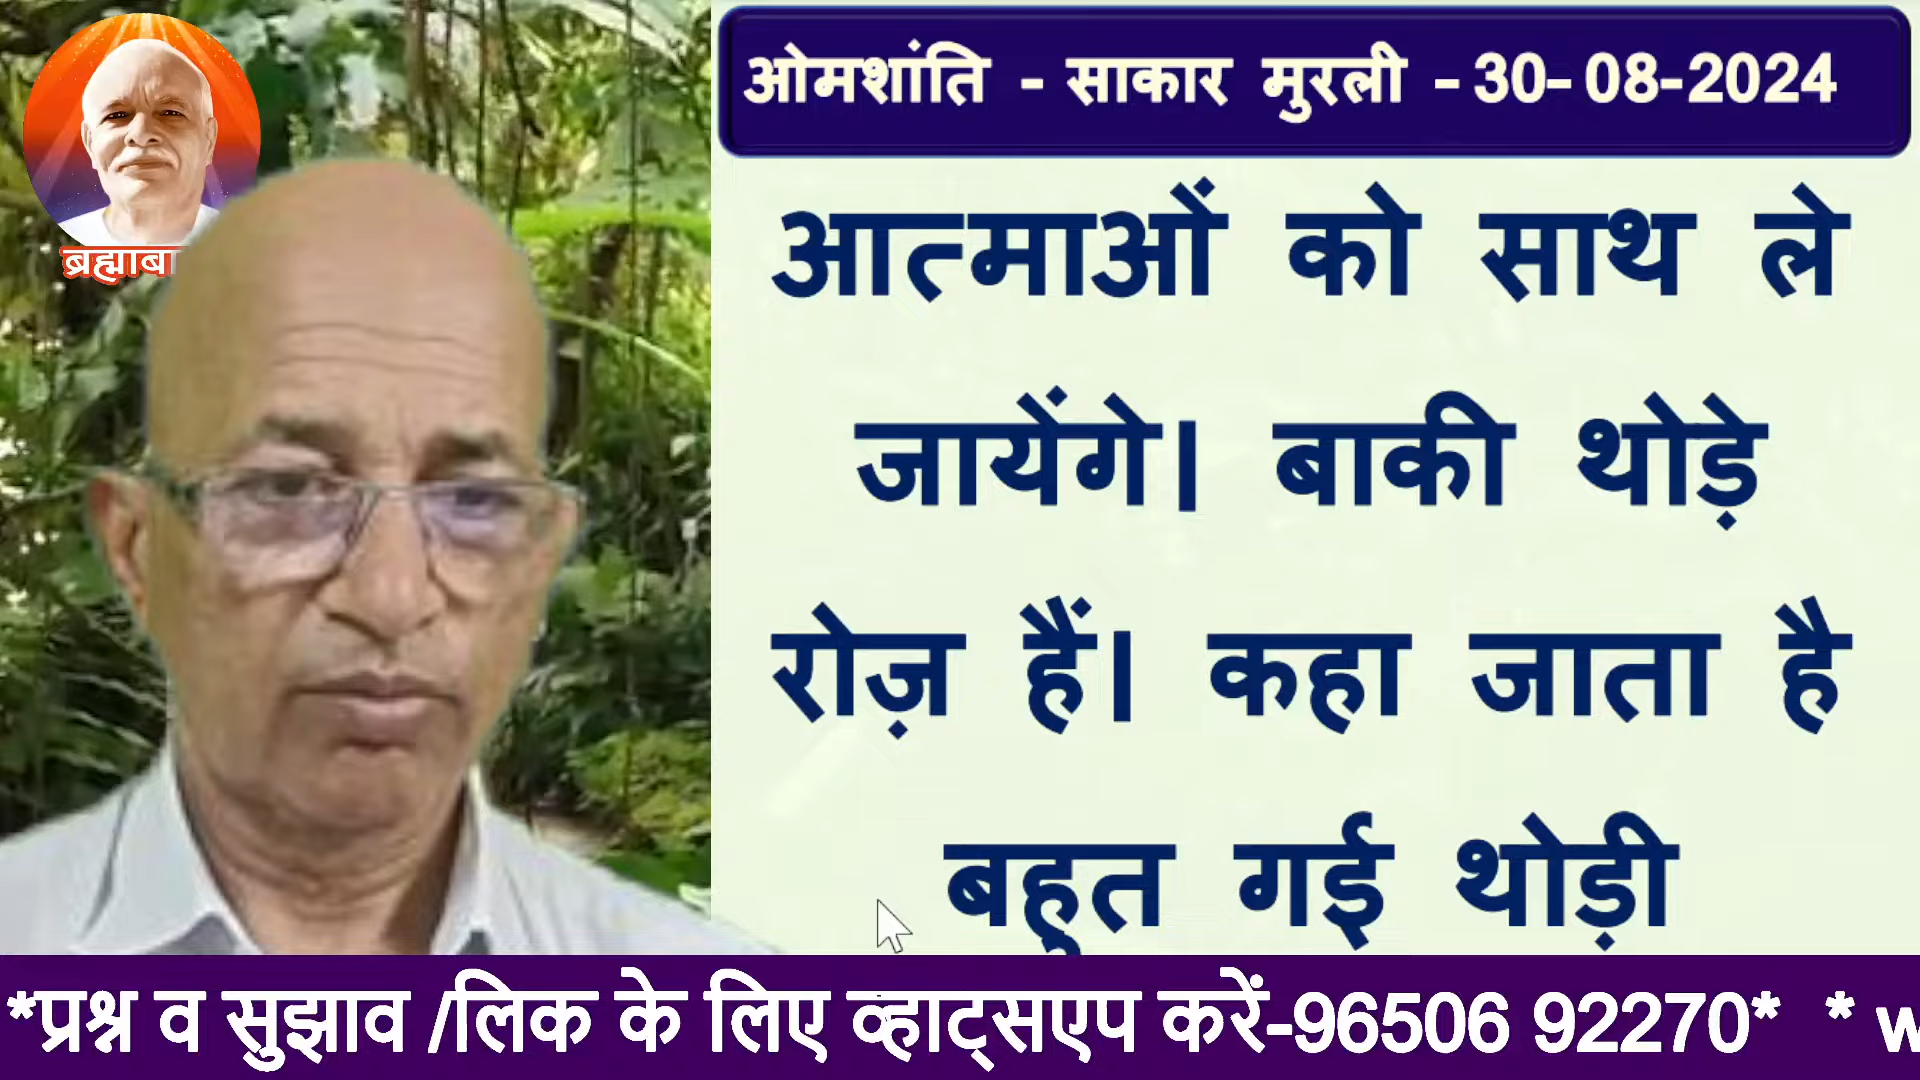 ओमशांति - साकार मुरली - 30- 08-2024
ब्रह्माबा
आत्माओं को साथ ले
जायेंगे। बाकी थोड़े
रोज़ हैं। कहा जाता है
बहुत गई थोड़ी
*प्रश्न व सुझाव /लिंक के लिए व्हाट्सएप करें-96506 92270* * w